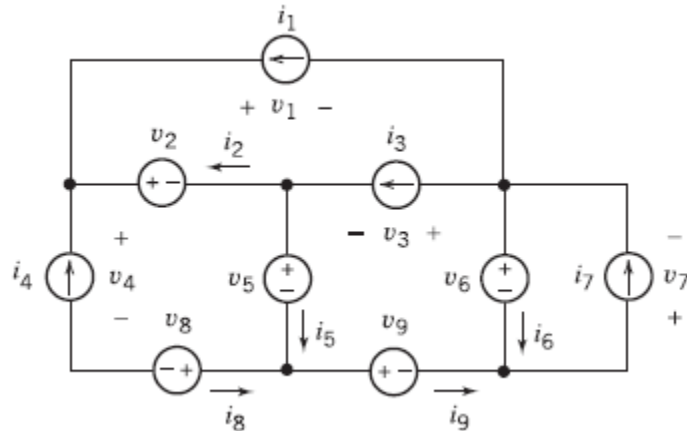 i1
+ v1 −
v2
i2
i3
+ −
− v3 +
+
−
i4
v4
v5
+
−
v6
+
−
i7
v7
−
v8
i5
v9
i6
+
− +
+ −
i8
i9